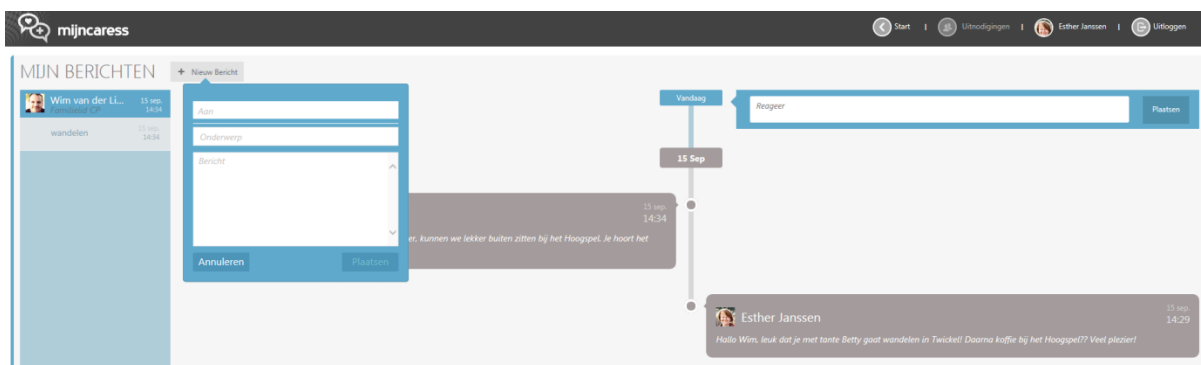 mijncaress
Start
Uitnodigingen
Esther Janssen
Uitloggen
MIJN BERICHTEN
+ Nieuw Bericht
Wim van der Li...
15 sep.
14:34
wandelen
15 sep.
14:34
Aan
Onderwerp
Bericht
Annuleren
Plaatsen
Vandaag
Reageer
Plaatsen
15 Sep
15 sep.
14:34
er, kunnen we lekker buiten zitten bij het Hoogspel. Je hoort het
Esther Janssen
15 sep.
14:29
Hallo Wim, leuk dat je met tante Betty gaat wandelen in Twickel! Daarna koffie bij het Hoogspel?? Veel plezier!